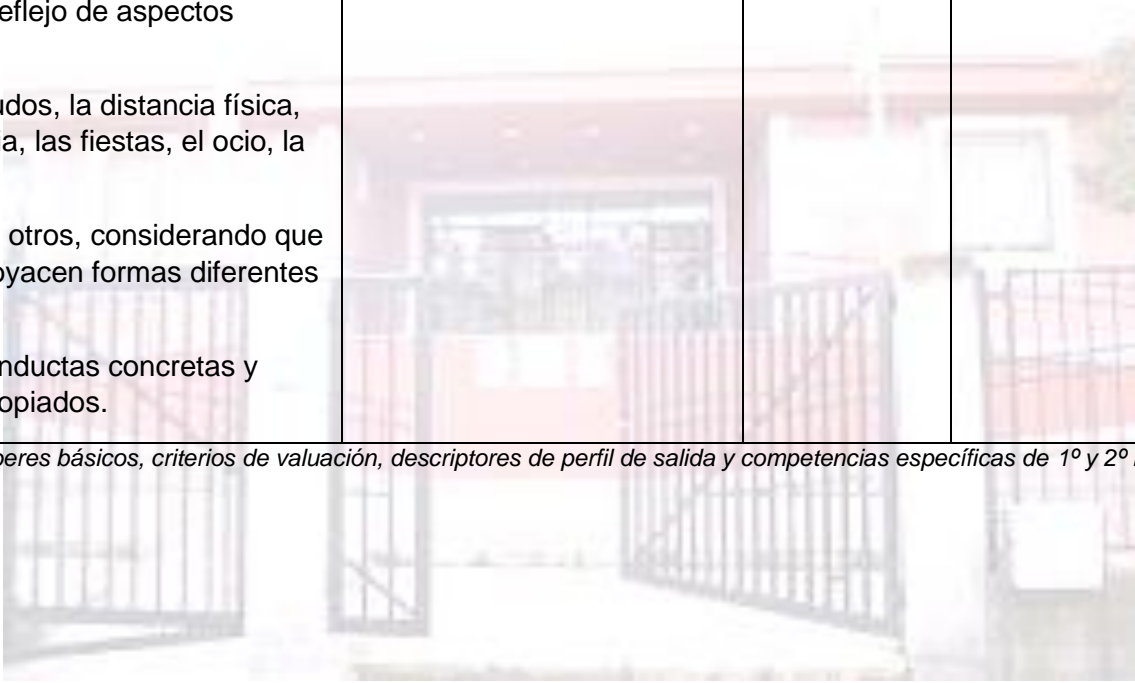 eflejo de aspectos
udos, la distancia física,
ia, las fiestas, el ocio, la
otros, considerando que
oyacen formas diferentes
nductas concretas y
opiados.
beres básicos, criterios de valuación, descriptores de perfil de salida y competencias específicas de 1º y 2º